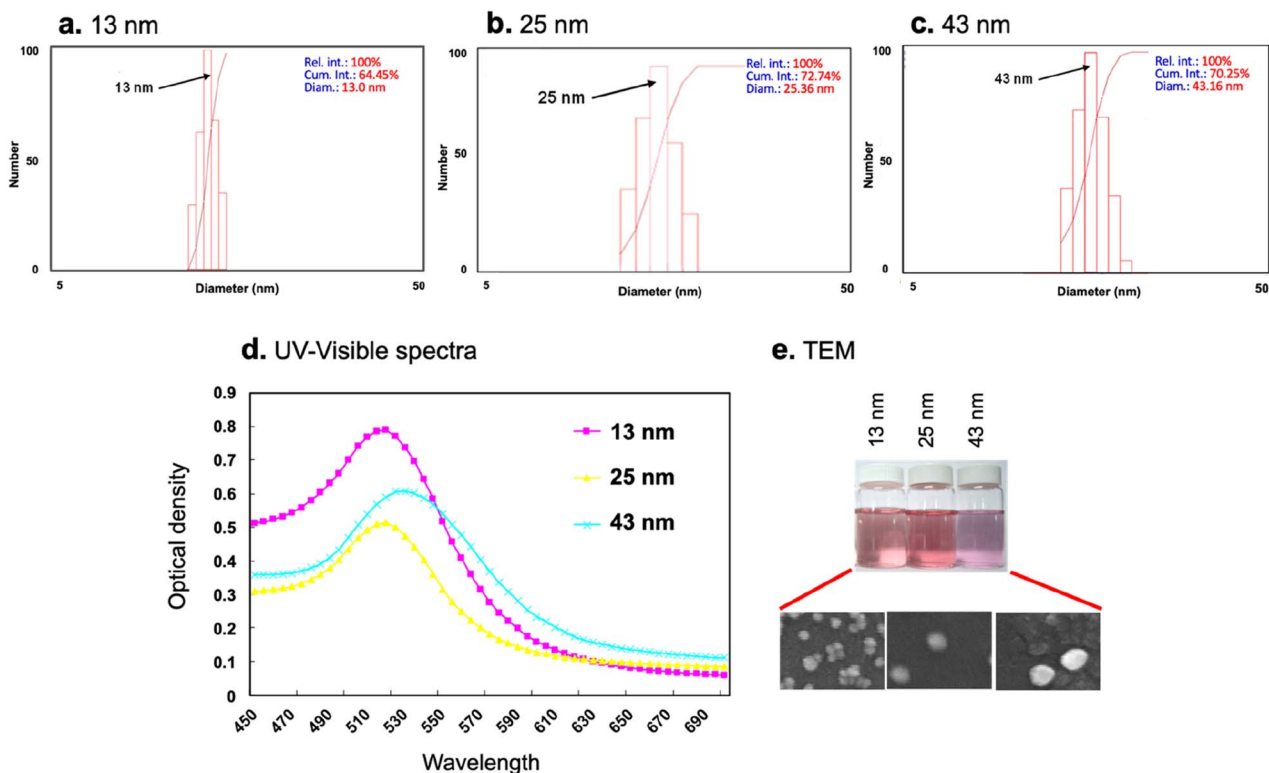 a. 13 nm
100
50
0
Number
13 nm
Rel. int.: 100%
Cum. Int.: 64.45%
Diam.: 13.0 nm
5
Diameter (nm)
50
b. 25 nm
100
50
0
Number
25 nm
Rel. int.: 100%
Cum. Int.: 72.74%
Diam.: 25.36 nm
5
Diameter (nm)
50
c. 43 nm
100
50
0
Number
43 nm
Rel. int.: 100%
Cum. Int.: 70.25%
Diam.: 43.16 nm
5
Diameter (nm)
50
d. UV-Visible spectra
0.9
0.8
0.7
0.6
0.5
0.4
0.3
0.2
0.1
0
Optical density
13 nm
25 nm
43 nm
450
470
490
510
530
550
570
590
610
630
650
670
690
Wavelength
e. TEM
13 nm
25 nm
43 nm